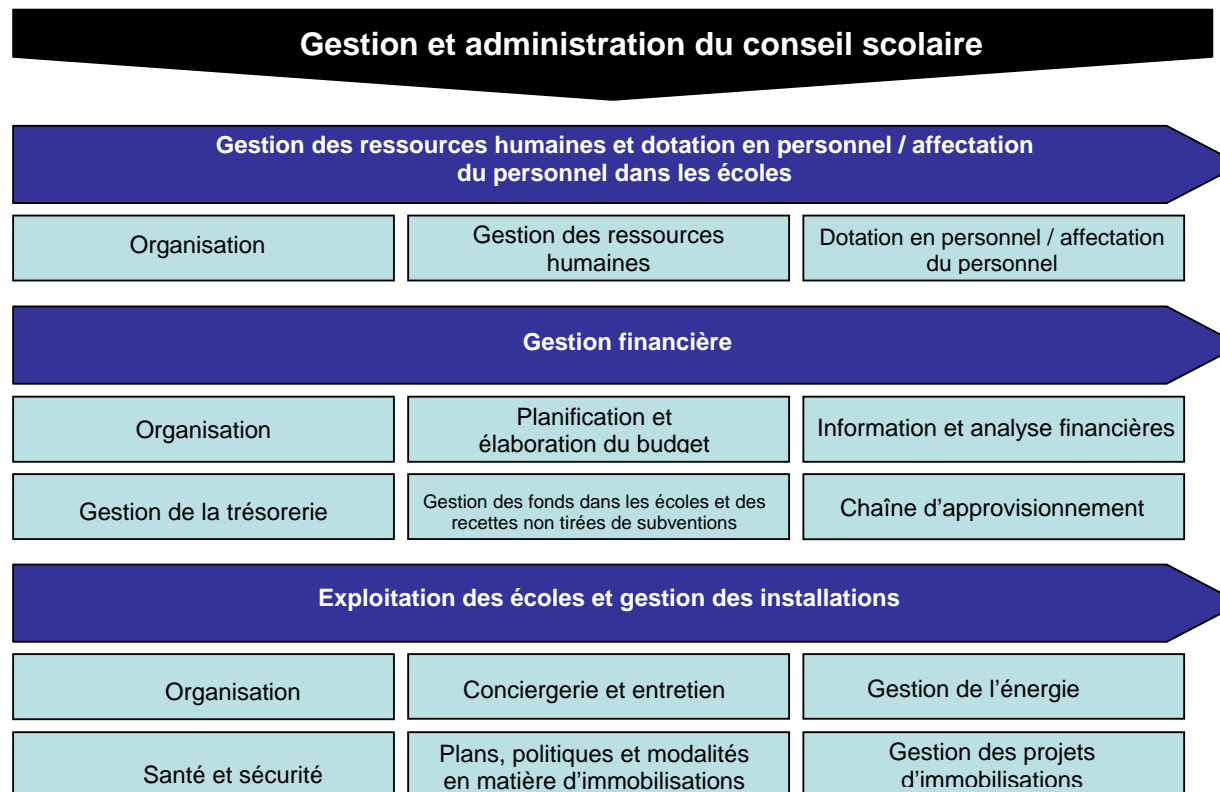 Gestion et administration du conseil scolaire
Gestion des ressources humaines et dotation en personnel / affectation
du personnel dans les écoles
Organisation
Gestion des ressources
humaines
Dotation en personnel / affectation
du personnel
Gestion financière
Organisation
Planification et
élaboration du budget
Information et analyse financières
Gestion de la trésorerie
Gestion des fonds dans les écoles et des
recettes non tirées de subventions
Chaîne d’approvisionnement
Exploitation des écoles et gestion des installations
Organisation
Conciergerie et entretien
Gestion de l’énergie
Santé et sécurité
Plans, politiques et modalités
en matière d’immobilisations
Gestion des projets
d’immobilisations